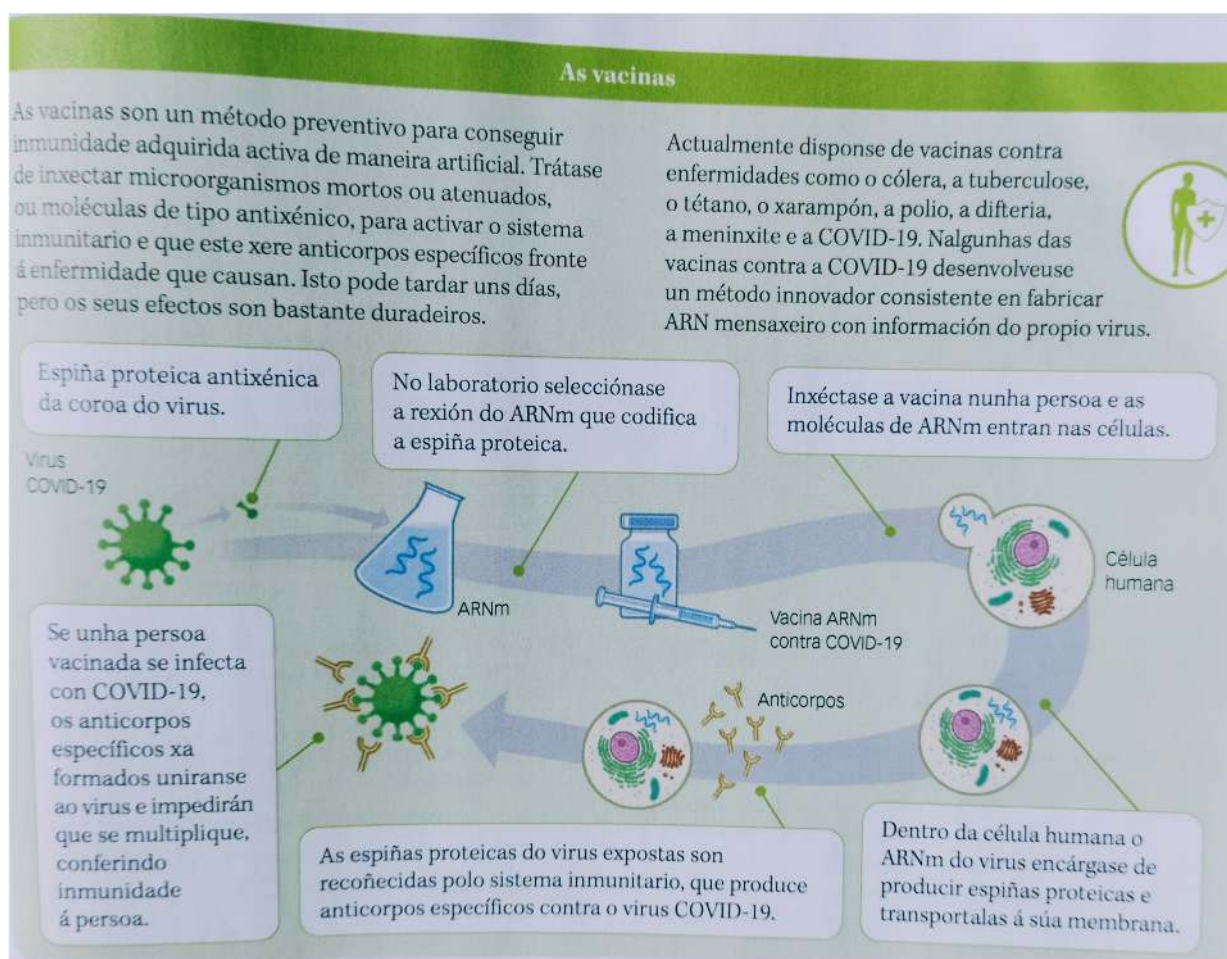 As vacinas
As vacinas son un método preventivo para conseguir
inmunidade adquirida activa de maneira artificial. Trátase
de inxectar microorganismos mortos ou atenuados,
ou moléculas de tipo antixénico, para activar o sistema
inmunitario e que este xere anticorpos específicos fronte
á enfermidade que causan. Isto pode tardar uns días,
pero os seus efectos son bastante duradeiros.
Actualmente disponse de vacinas contra
enfermidades como o cólera, a tuberculose,
o tétano, o xarampón, a polio, a difteria,
a meninxite e a COVID-19. Nalgunhas das
vacinas contra a COVID-19 desenvolveuse
un método innovador consistente en fabricar
ARN mensaxeiro con información do propio virus.
Espiña proteica antixénica
da coroa do virus.
No laboratorio selecciónase
a rexión do ARNm que codifica
a espiña proteica.
Inxéctase a vacina nunha persoa e as
moléculas de ARNm entran nas células.
Virus
COVID-19
ARNm
Vacina ARNm
contra COVID-19
Célula
humana
Anticorpos
Se unha persoa
vacinada se infecta
con COVID-19,
os anticorpos
específicos xa
formados uniranse
ao virus e impedirán
que se multiplique,
conferindo
inmunidade
á persoa.
As espiñas proteicas do virus expostas son
recoñecidas polo sistema inmunitario, que produce
anticorpos específicos contra o virus COVID-19.
Dentro da célula humana o
ARNm do virus encárgase de
producir espiñas proteicas e
transportalas á súa membrana.